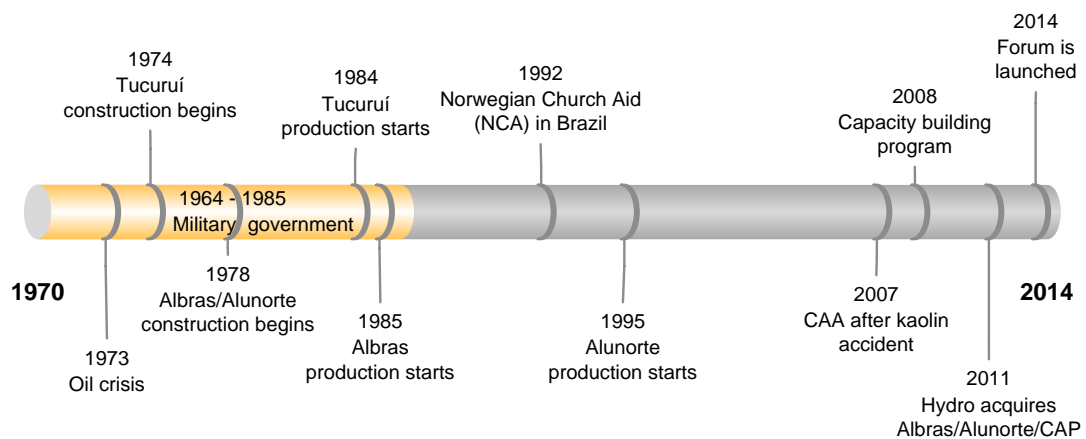 1974
Tucuruí
construction begins
1984
Tucuruí
production starts
1992
Norwegian Church Aid
(NCA) in Brazil
2008
Capacity building
program
2014
Forum is
launched
1964 - 1985
Military government
1970
2014
1973
Oil crisis
1978
Albras/Alunorte
construction begins
1985
Albras
production starts
1995
Alunorte
production starts
2007
CAA after kaolin
accident
2011
Hydro acquires
Albras/Alunorte/CAP